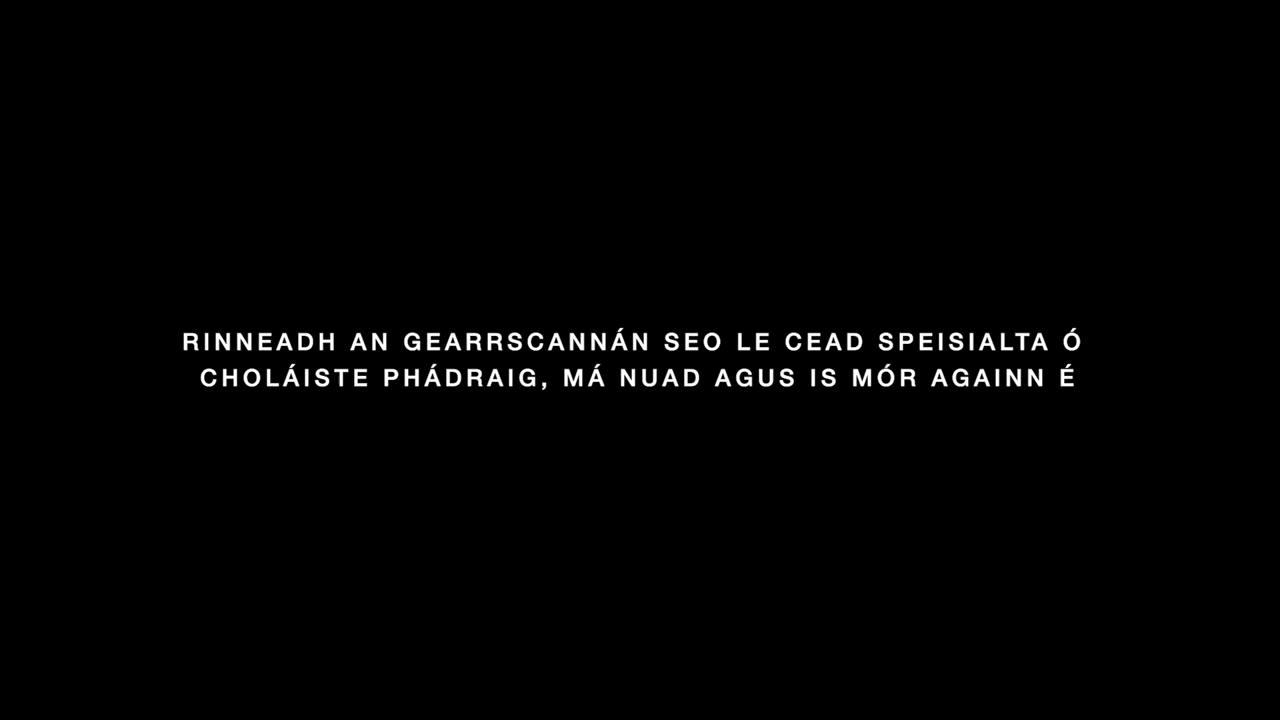 RINNEADH AN GEARRSCANNÁN SEO LE CEAD SPEISIALTA Ó
CHOLÁISTE PHÁDRAIG, MÁ NUAD AGUS IS MÓR AGAINN É